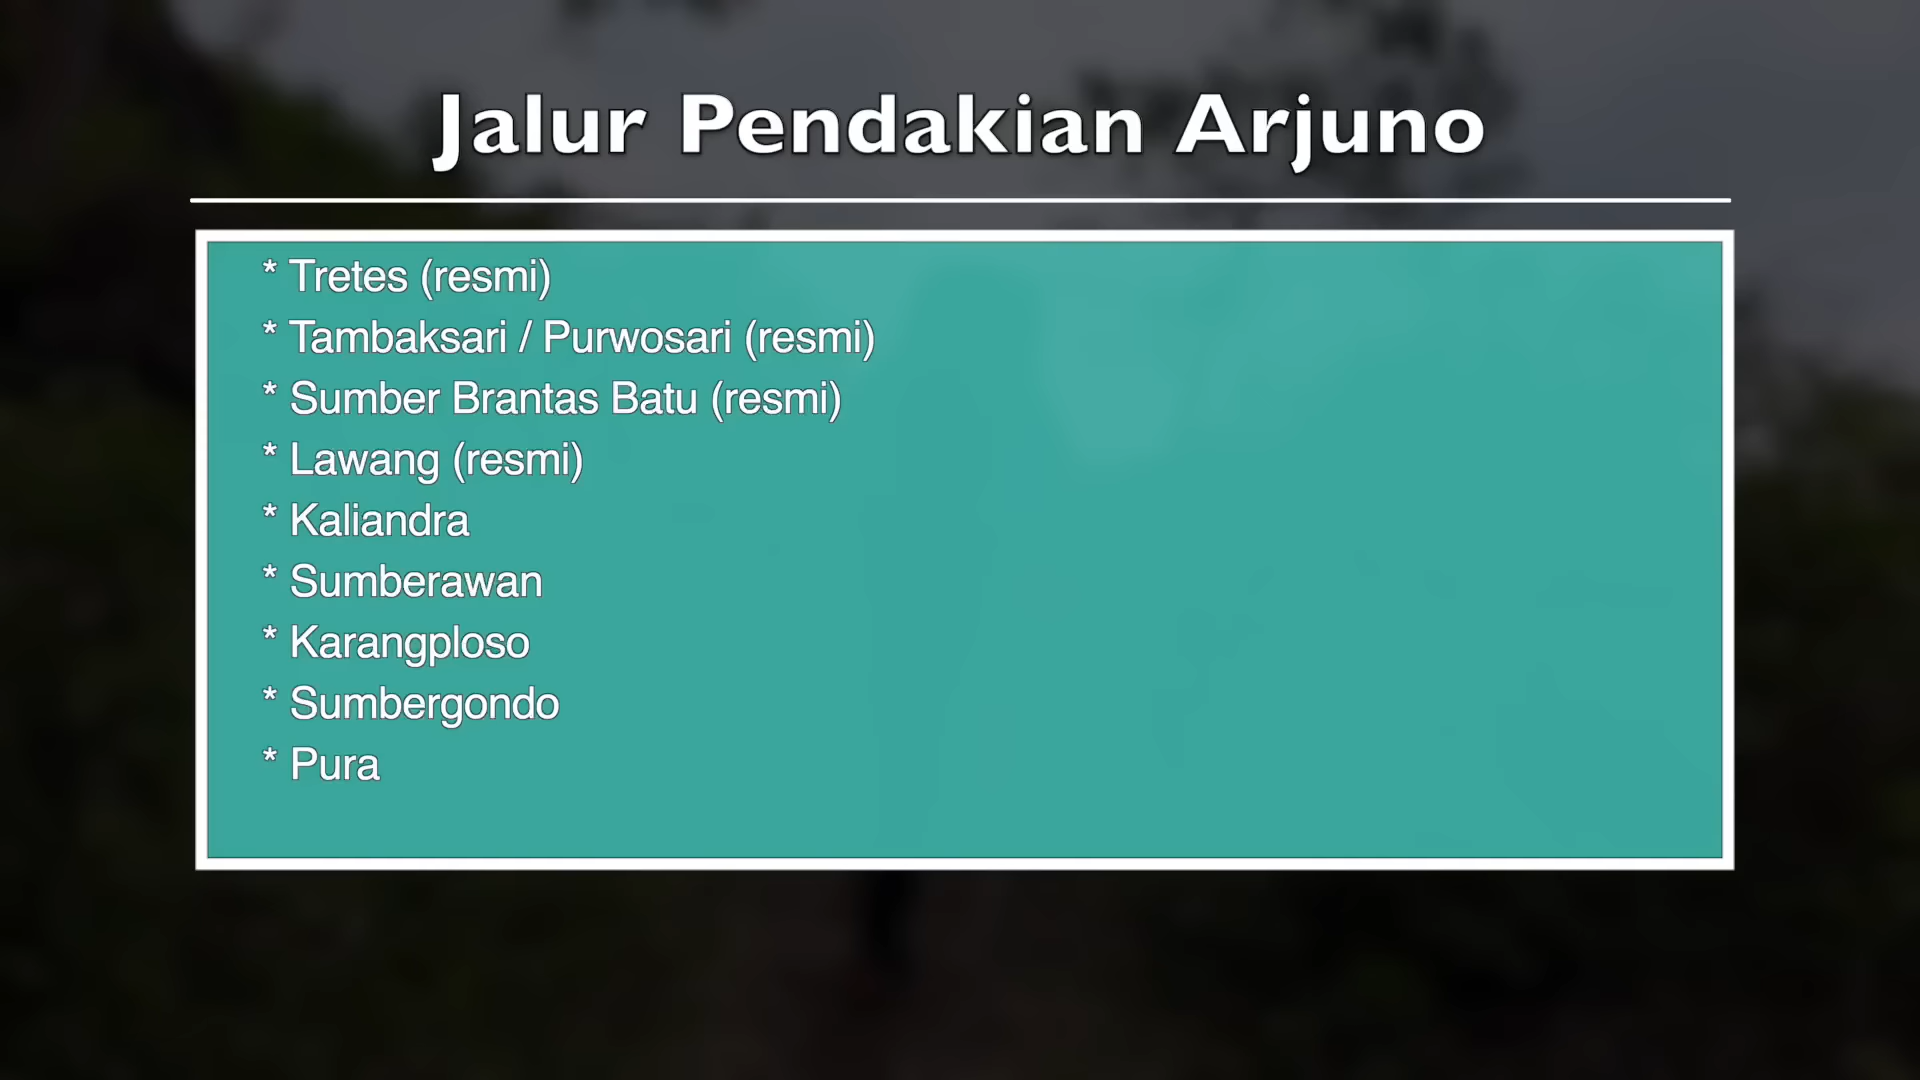 Jalur Pendakian Arjuno
* Tretes (resmi)
* Tambaksari / Purwosari (resmi)
* Sumber Brantas Batu (resmi)
* Lawang (resmi)
* Kaliandra
* Sumberawan
* Karangploso
* Sumbergondo
* Pura